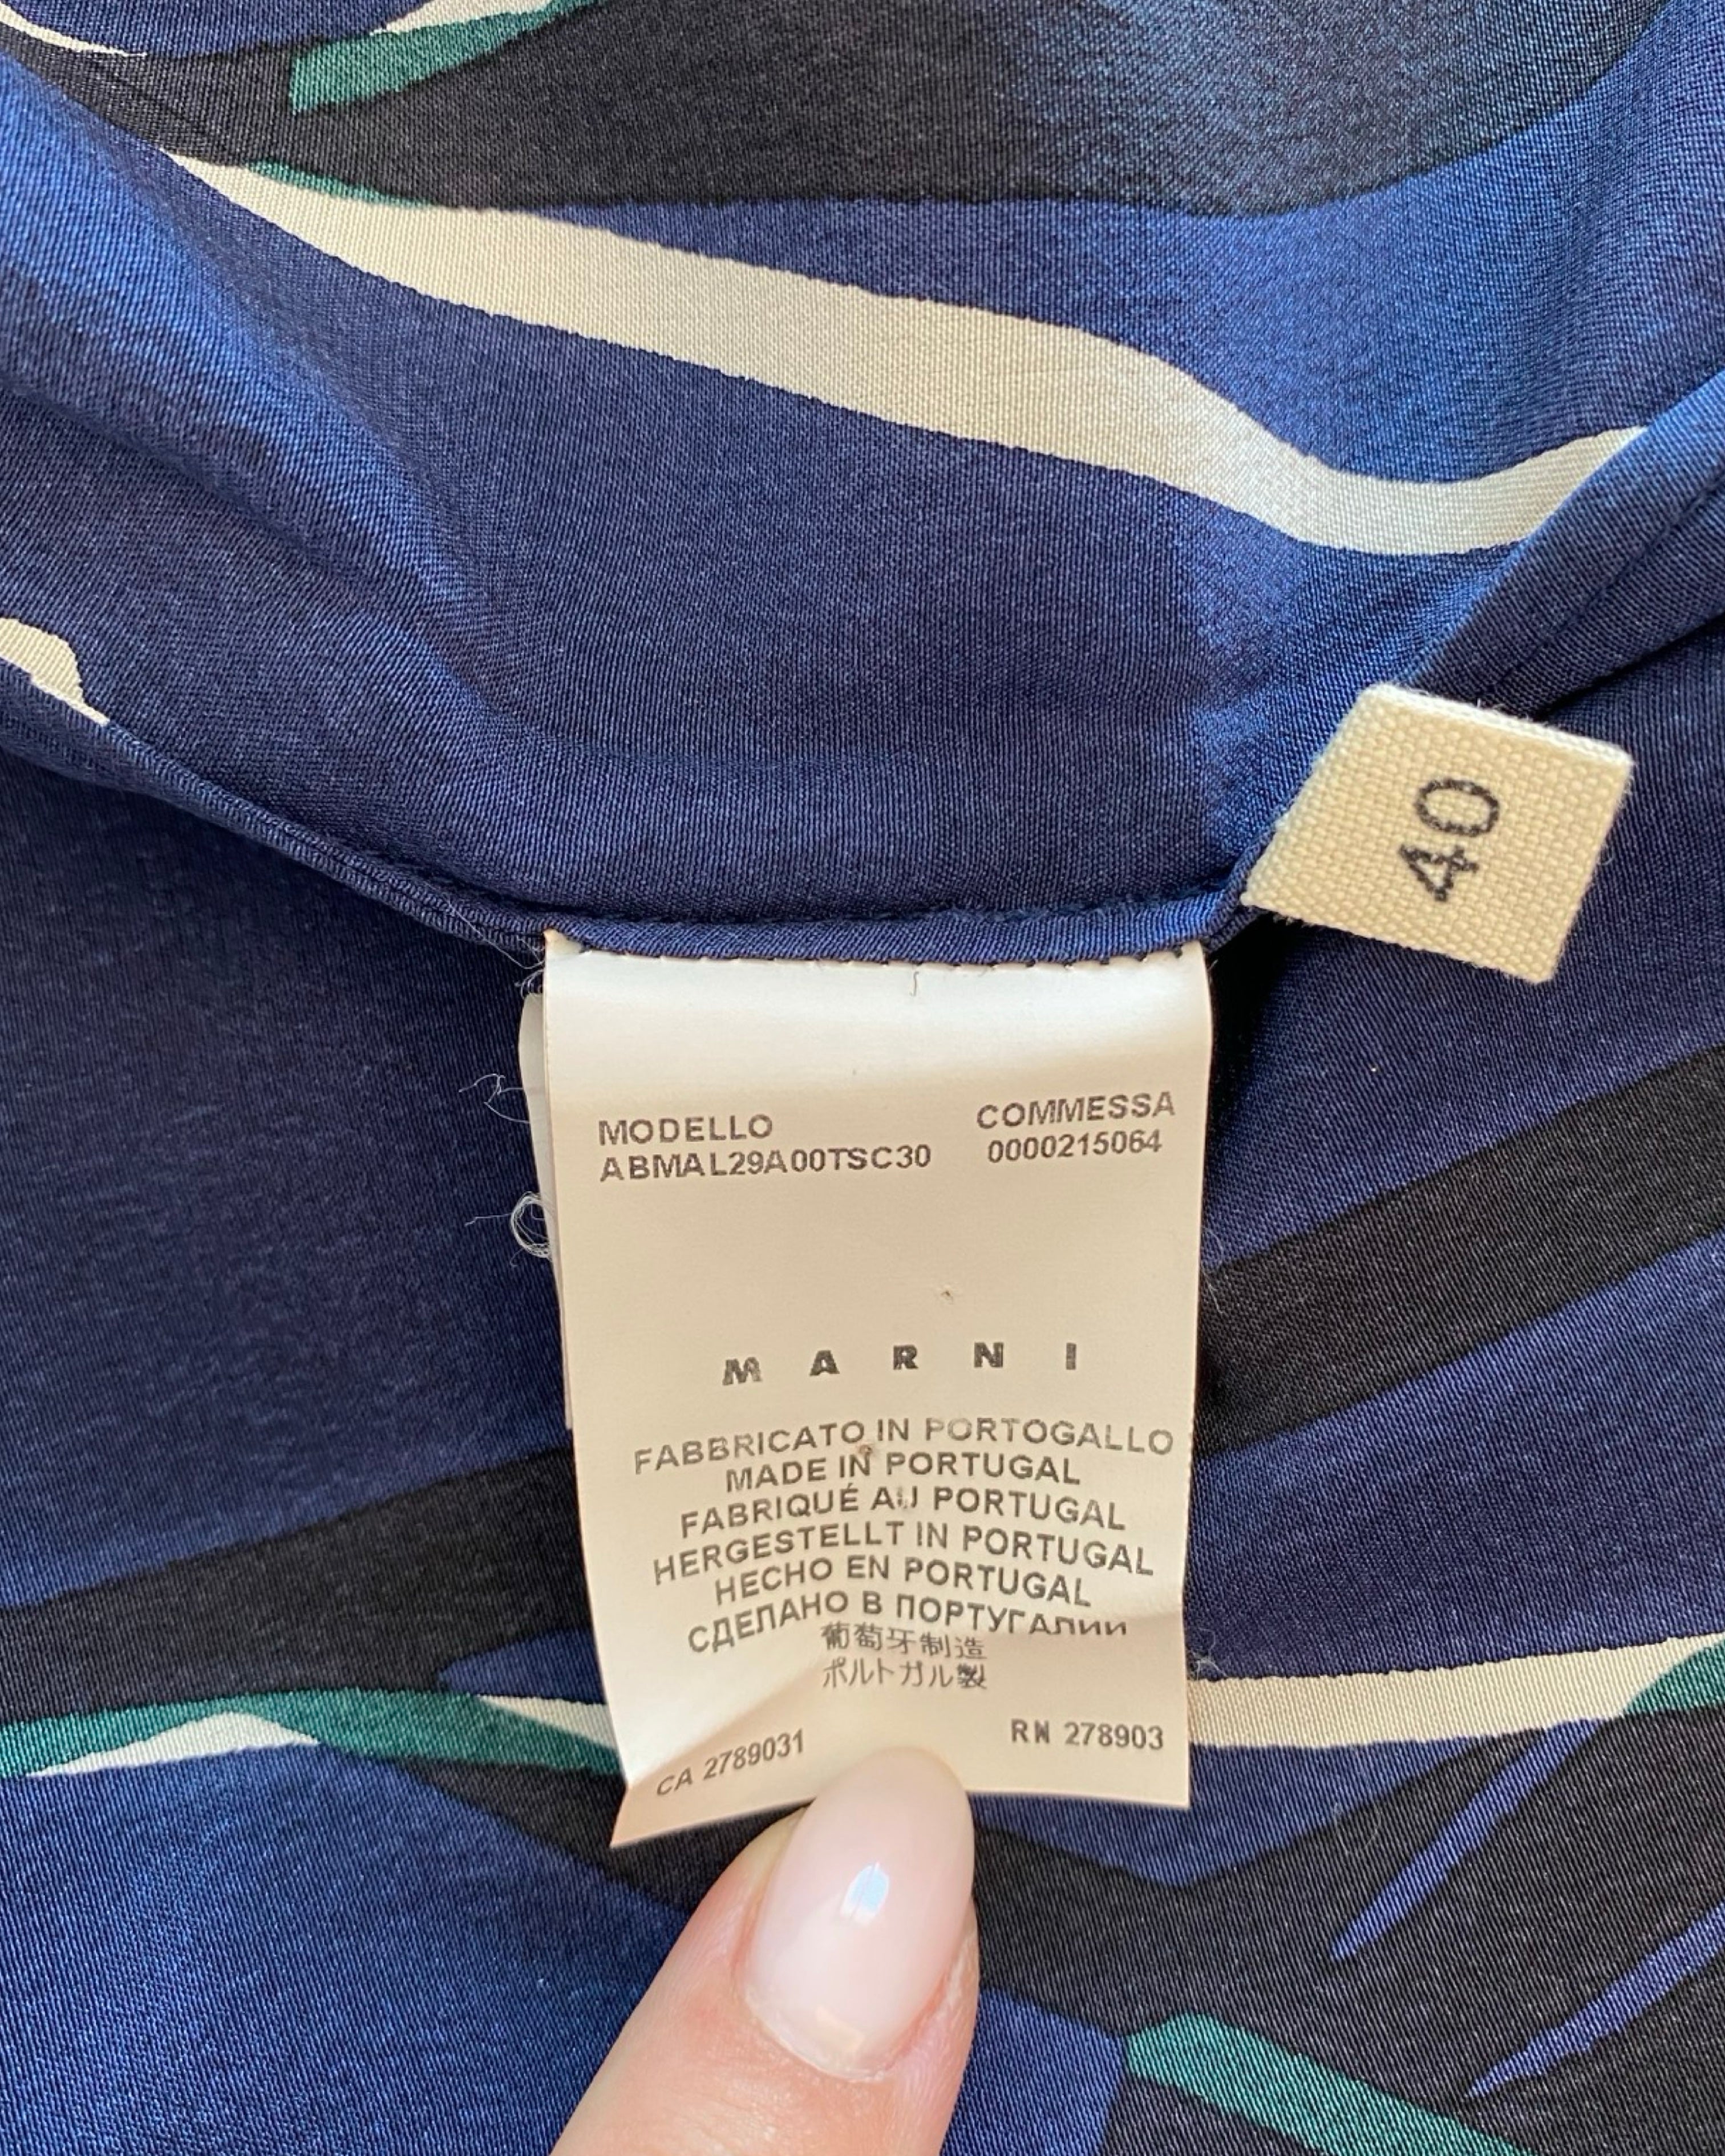 40
MODELLO COMMESSA
ABMAL29A00TSC30 0000215064
M A R N I
FABBRICATO IN PORTOGALLO
MADE IN PORTUGAL
FABRIQUÉ AU PORTUGAL
HERGESTELLT IN PORTUGAL
HECHO EN PORTUGAL
СДЕЛАНО В ПОРТУГАЛИИ
葡萄牙制造
ポルトガル製
CA 2789031 RN 278903